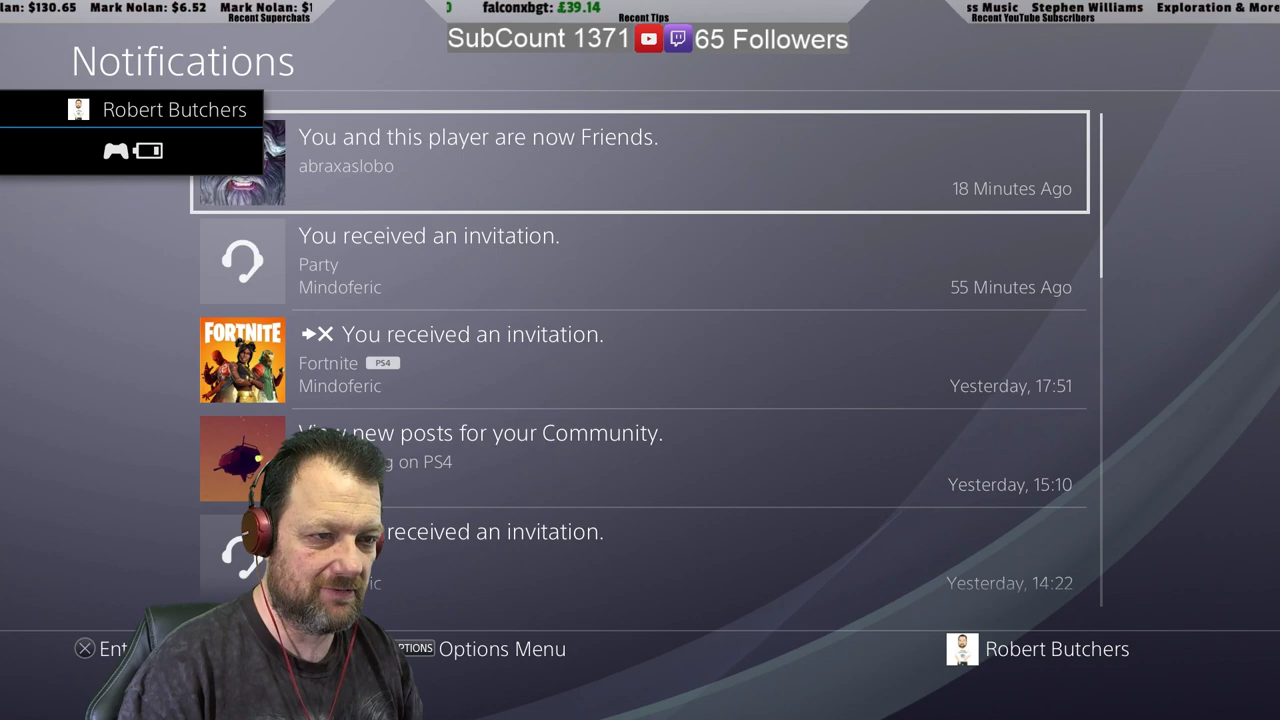 lan: $130.65 Mark Nolan: $6.52 Mark Nolan: $1
Recent Superchats
0 falconxbgt: £39.14
Recent Tips
ss Music Stephen Williams Exploration & More
Recent YouTube Subscribers
SubCount 1371 65 Followers
Notifications
Robert Butchers
You and this player are now Friends.
abraxaslobo
18 Minutes Ago
You received an invitation.
Party
Mindoferic
55 Minutes Ago
FORTNITE
You received an invitation.
Fortnite PS4
Mindoferic
Yesterday, 17:51
new posts for your Community.
g on PS4
Yesterday, 15:10
received an invitation.
ic
Yesterday, 14:22
Ent
PTIONS Options Menu
Robert Butchers